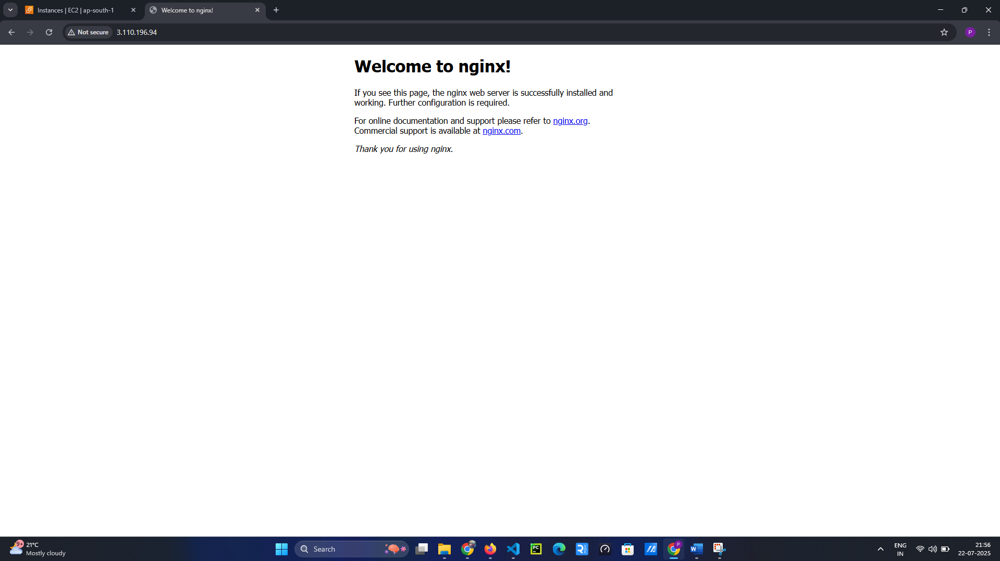 Instances | EC2 | ap-south-1
Welcome to nginx!
Not secure
3.110.196.94
P
Welcome to nginx!
If you see this page, the nginx web server is successfully installed and
working. Further configuration is required.
For online documentation and support please refer to nginx.org.
Commercial support is available at nginx.com.
Thank you for using nginx.
9+
21°C
Mostly cloudy
Search
PC
P
W
ENG
IN
21:56
22-07-2025